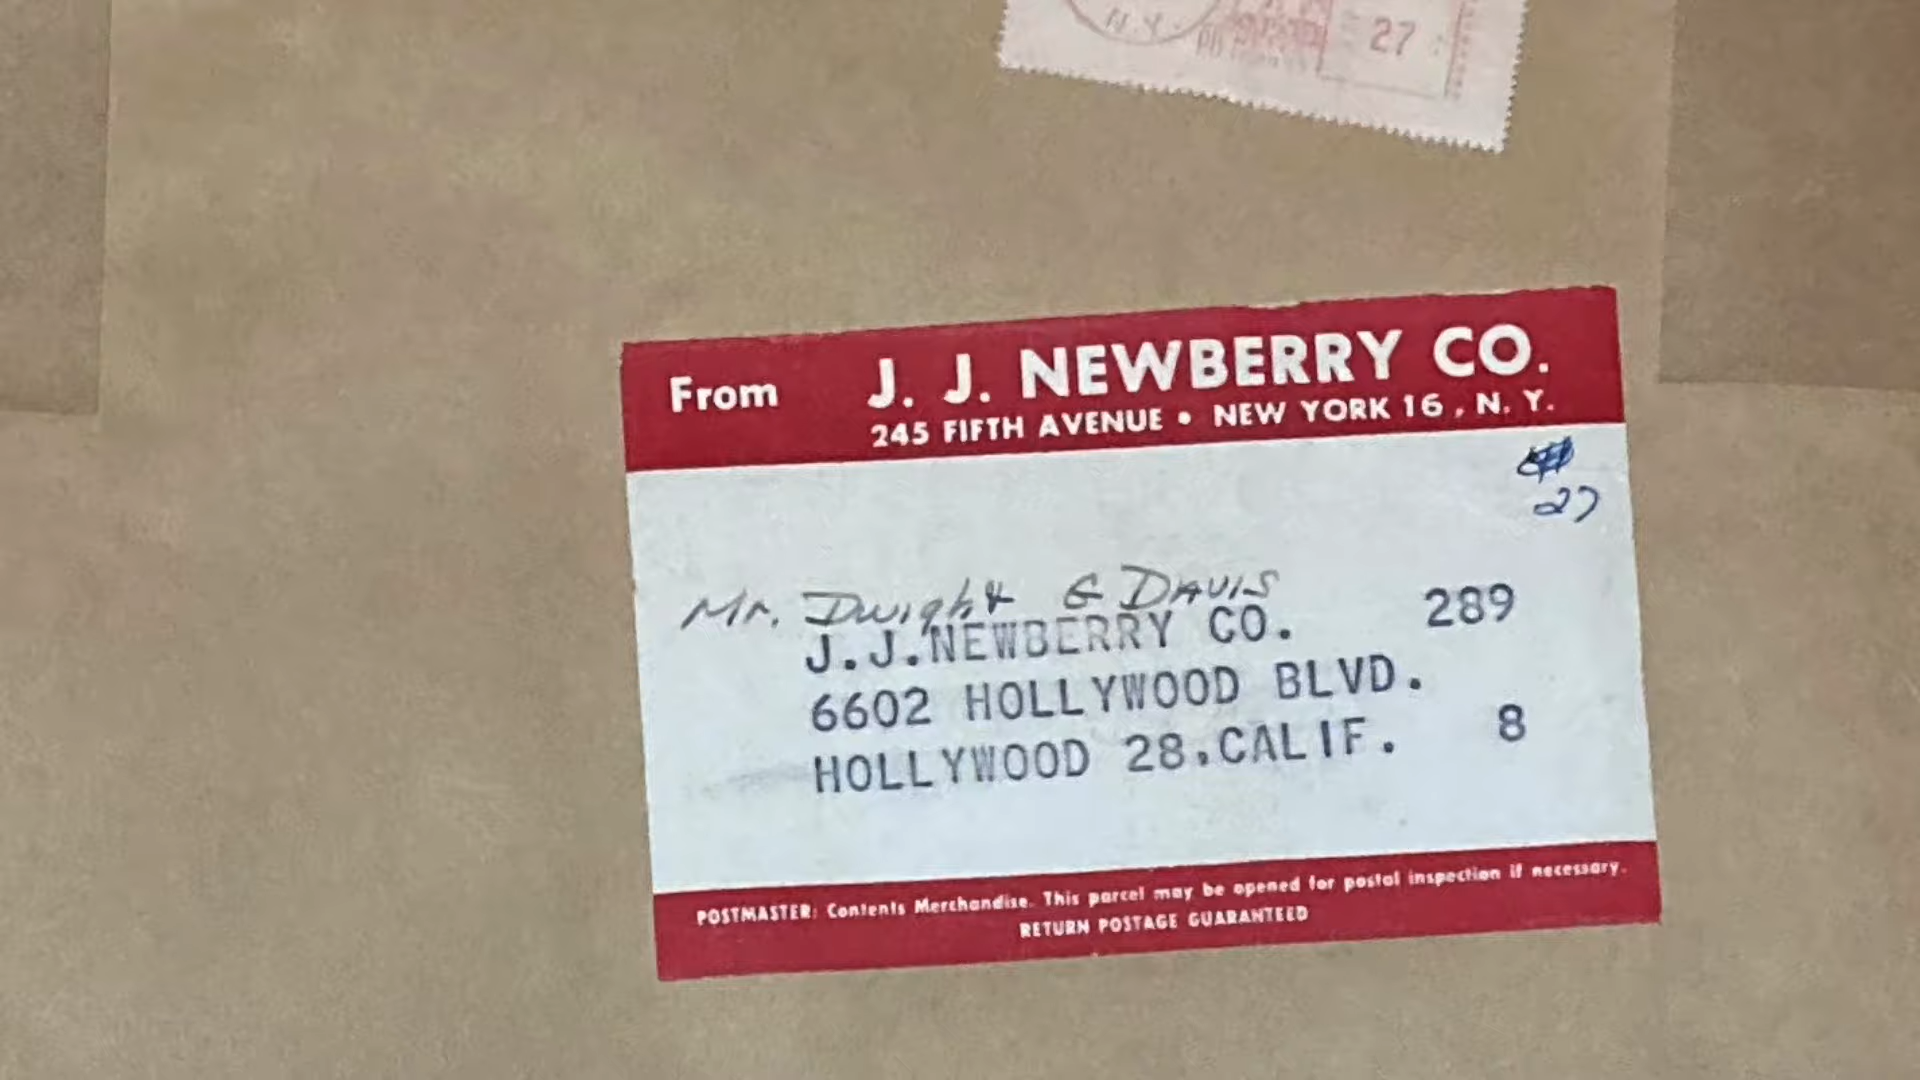 N.Y.
27
From J. J. NEWBERRY CO.
245 FIFTH AVENUE • NEW YORK 16, N. Y.
27
Mr. Dwight G DAVIS
J.J.NEWBERRY CO. 289
6602 HOLLYWOOD BLVD.
HOLLYWOOD 28,CALIF. 8
POSTMASTER: Contents Merchandise. This parcel may be opened for postal inspection if necessary.
RETURN POSTAGE GUARANTEED